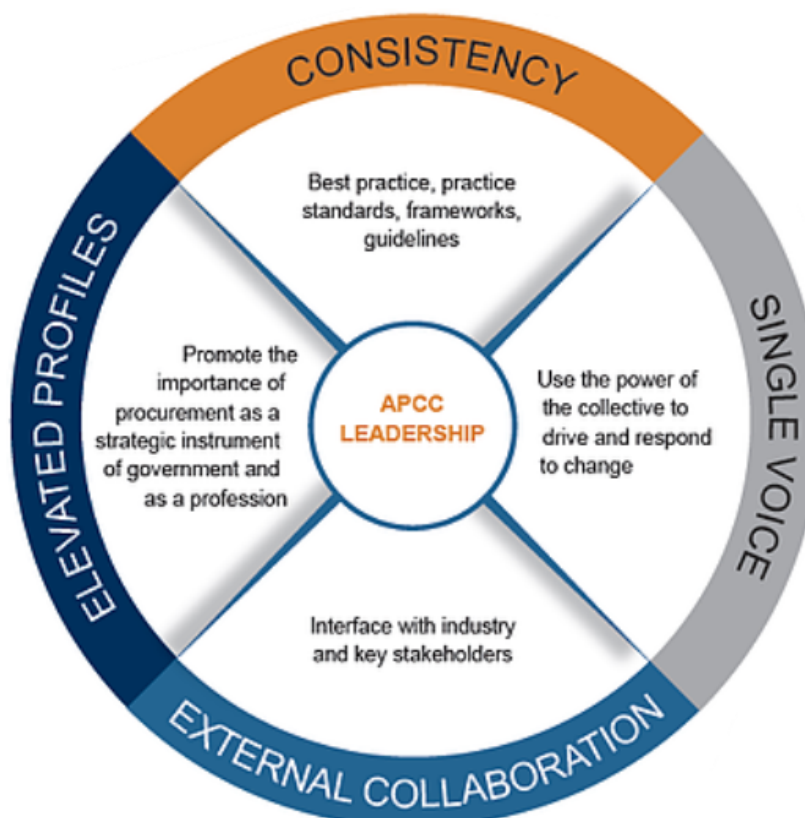 CONSISTENCY
Best practice, practice
standards, frameworks,
guidelines
ELEVATED PROFILES
Promote the
importance of
procurement as a
strategic instrument
of government and
as a profession
APCC
LEADERSHIP
Use the power of
the collective to
drive and respond
to change
SINGLE VOICE
Interface with industry
and key stakeholders
EXTERNAL COLLABORATION